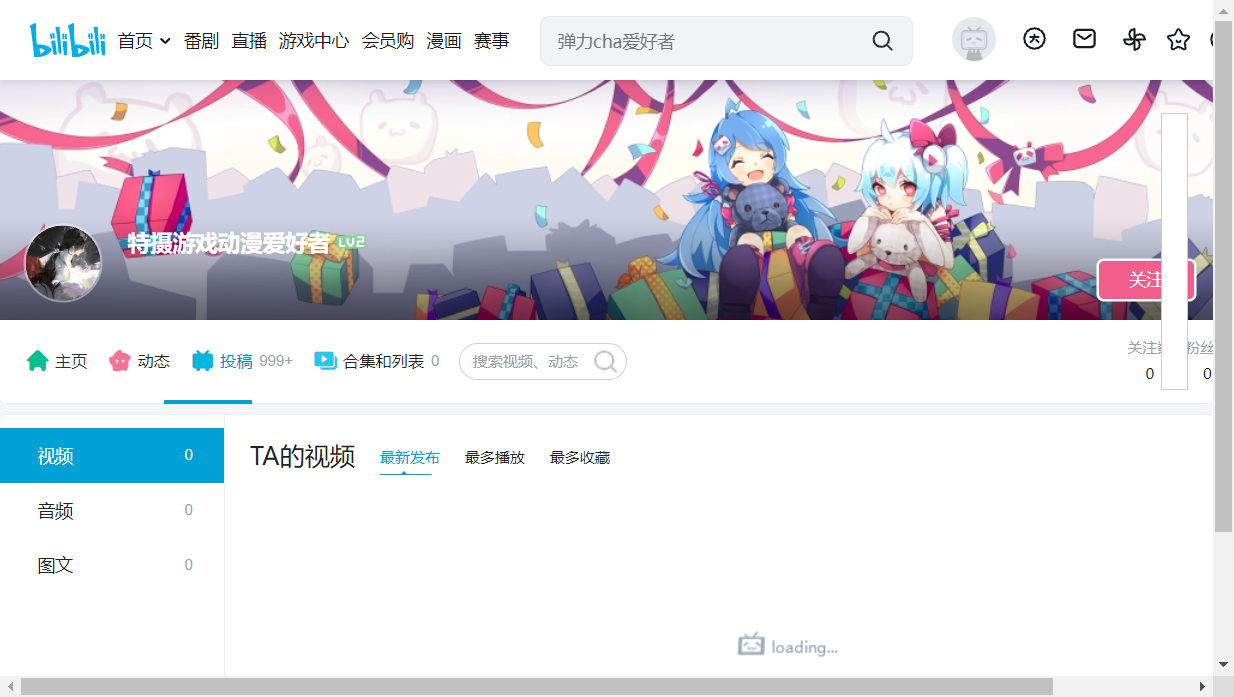 bilibili 首页 番剧 直播 游戏中心 会员购 漫画 赛事 弹力cha爱好者
特摄游戏动漫爱好者 LV2
关注
主页 动态 投稿 999+ 合集和列表 0 搜索视频、动态
关注 粉丝
0 0
视频 0
TA的视频 最新发布 最多播放 最多收藏
音频 0
图文 0
loading...